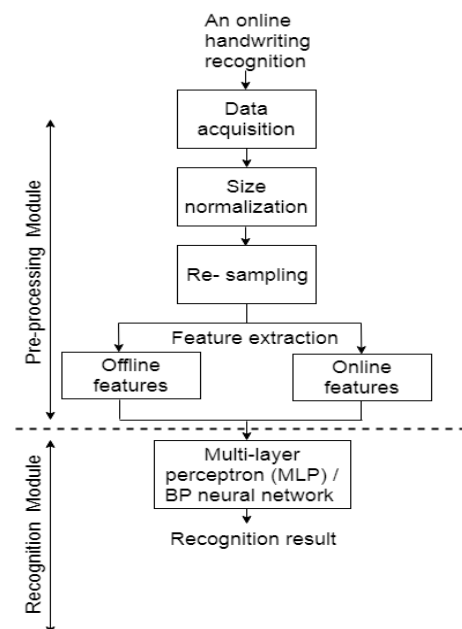 An online
handwriting
recognition
Data
acquisition
Size
normalization
Re- sampling
Feature extraction
Offline
features
Online
features
Pre-processing Module
Multi-layer
perceptron (MLP) /
BP neural network
Recognition result
Recognition Module